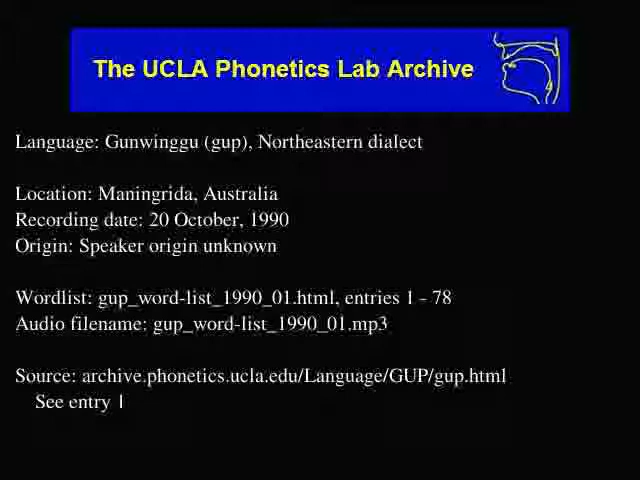 The UCLA Phonetics Lab Archive
Language: Gunwinggu (gup), Northeastern dialect
Location: Maningrida, Australia
Recording date: 20 October, 1990
Origin: Speaker origin unknown
Wordlist: gup_word-list_1990_01.html, entries 1 - 78
Audio filename: gup_word-list_1990_01.mp3
Source: archive.phonetics.ucla.edu/Language/GUP/gup.html
See entry 1